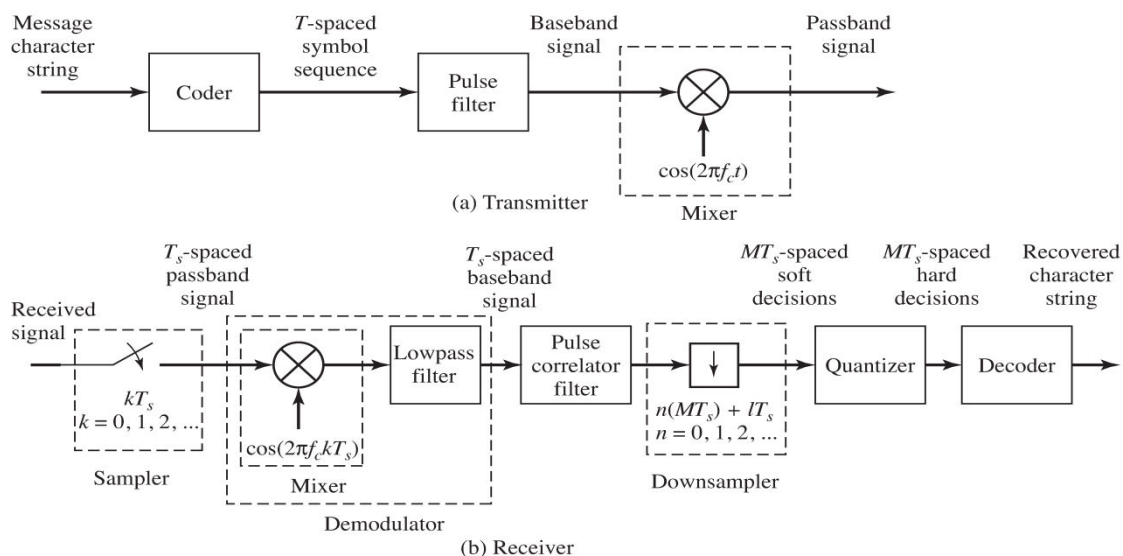 Message
character
string
T-spaced
symbol
sequence
Baseband
signal
Passband
signal
Coder
Pulse
filter
cos(2πf_c t)
(a) Transmitter
Mixer
Received
signal
T_s-spaced
passband
signal
T_s-spaced
baseband
signal
MT_s-spaced
soft
decisions
MT_s-spaced
hard
decisions
Recovered
character
string
kT_s
k = 0, 1, 2, ...
Sampler
cos(2πf_c kT_s)
Mixer
Lowpass
filter
Demodulator
Pulse
correlator
filter
↓
n(MT_s) + lT_s
n = 0, 1, 2, ...
Downsampler
Quantizer
Decoder
(b) Receiver